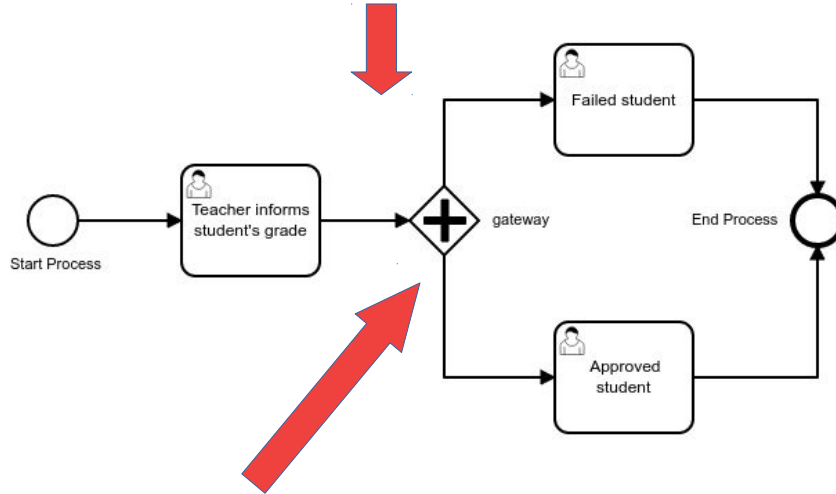 Failed student
Teacher informs
student's grade
gateway
End Process
Start Process
Approved
student